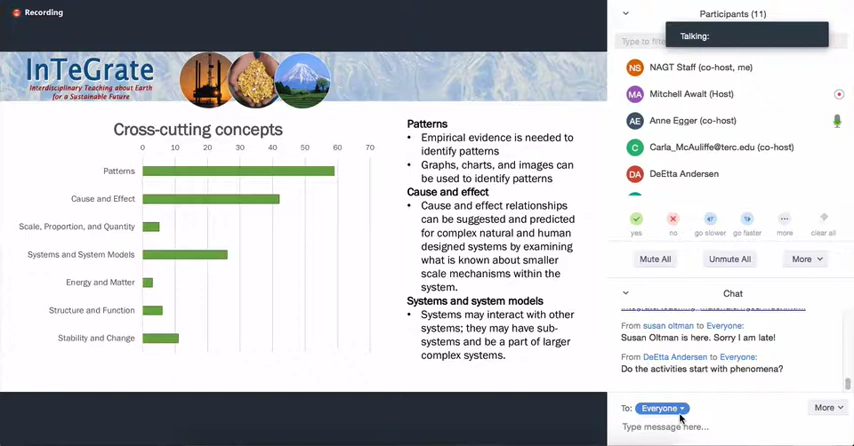 Recording
InTeGrate
Interdisciplinary Teaching about Earth
for a Sustainable Future
Cross-cutting concepts
0 10 20 30 40 50 60 70
Patterns
Cause and Effect
Scale, Proportion, and Quantity
Systems and System Models
Energy and Matter
Structure and Function
Stability and Change
Patterns
• Empirical evidence is needed to
identify patterns
• Graphs, charts, and images can
be used to identify patterns
Cause and effect
• Cause and effect relationships
can be suggested and predicted
for complex natural and human
designed systems by examining
what is known about smaller
scale mechanisms within the
system.
Systems and system models
• Systems may interact with other
systems; they may have sub-
systems and be a part of larger
complex systems.
Participants (11)
Talking:
Type to
NS NAGT Staff (co-host, me)
MA Mitchell Awalt (Host)
AE Anne Egger (co-host)
C Carla_McAuliffe@terc.edu (co-host)
DA DeEtta Andersen
yes no go slower go faster more clear all
Mute All Unmute All More
Chat
From susan oltman to Everyone:
Susan Oltman is here. Sorry I am late!
From DeEtta Andersen to Everyone:
Do the activities start with phenomena?
To: Everyone More
Type message here...